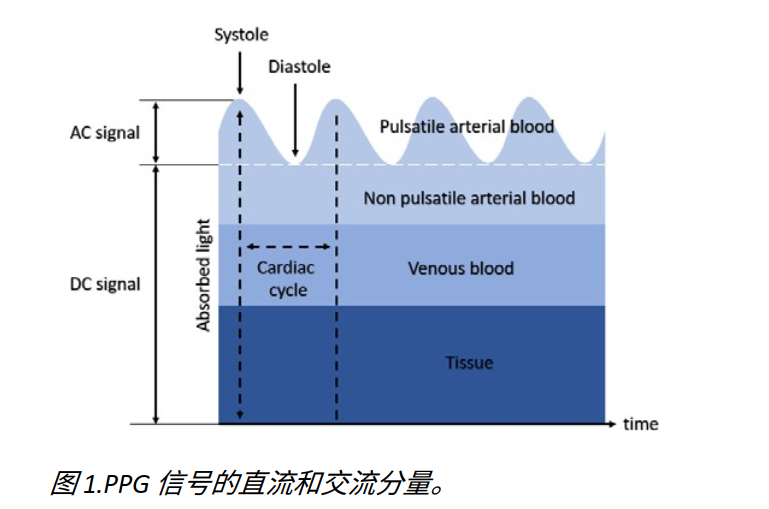 Systole
Diastole
AC signal
Pulsatile arterial blood
Non pulsatile arterial blood
Absorbed light
DC signal
Cardiac
cycle
Venous blood
Tissue
time
图 1.PPG 信号的直流和交流分量。